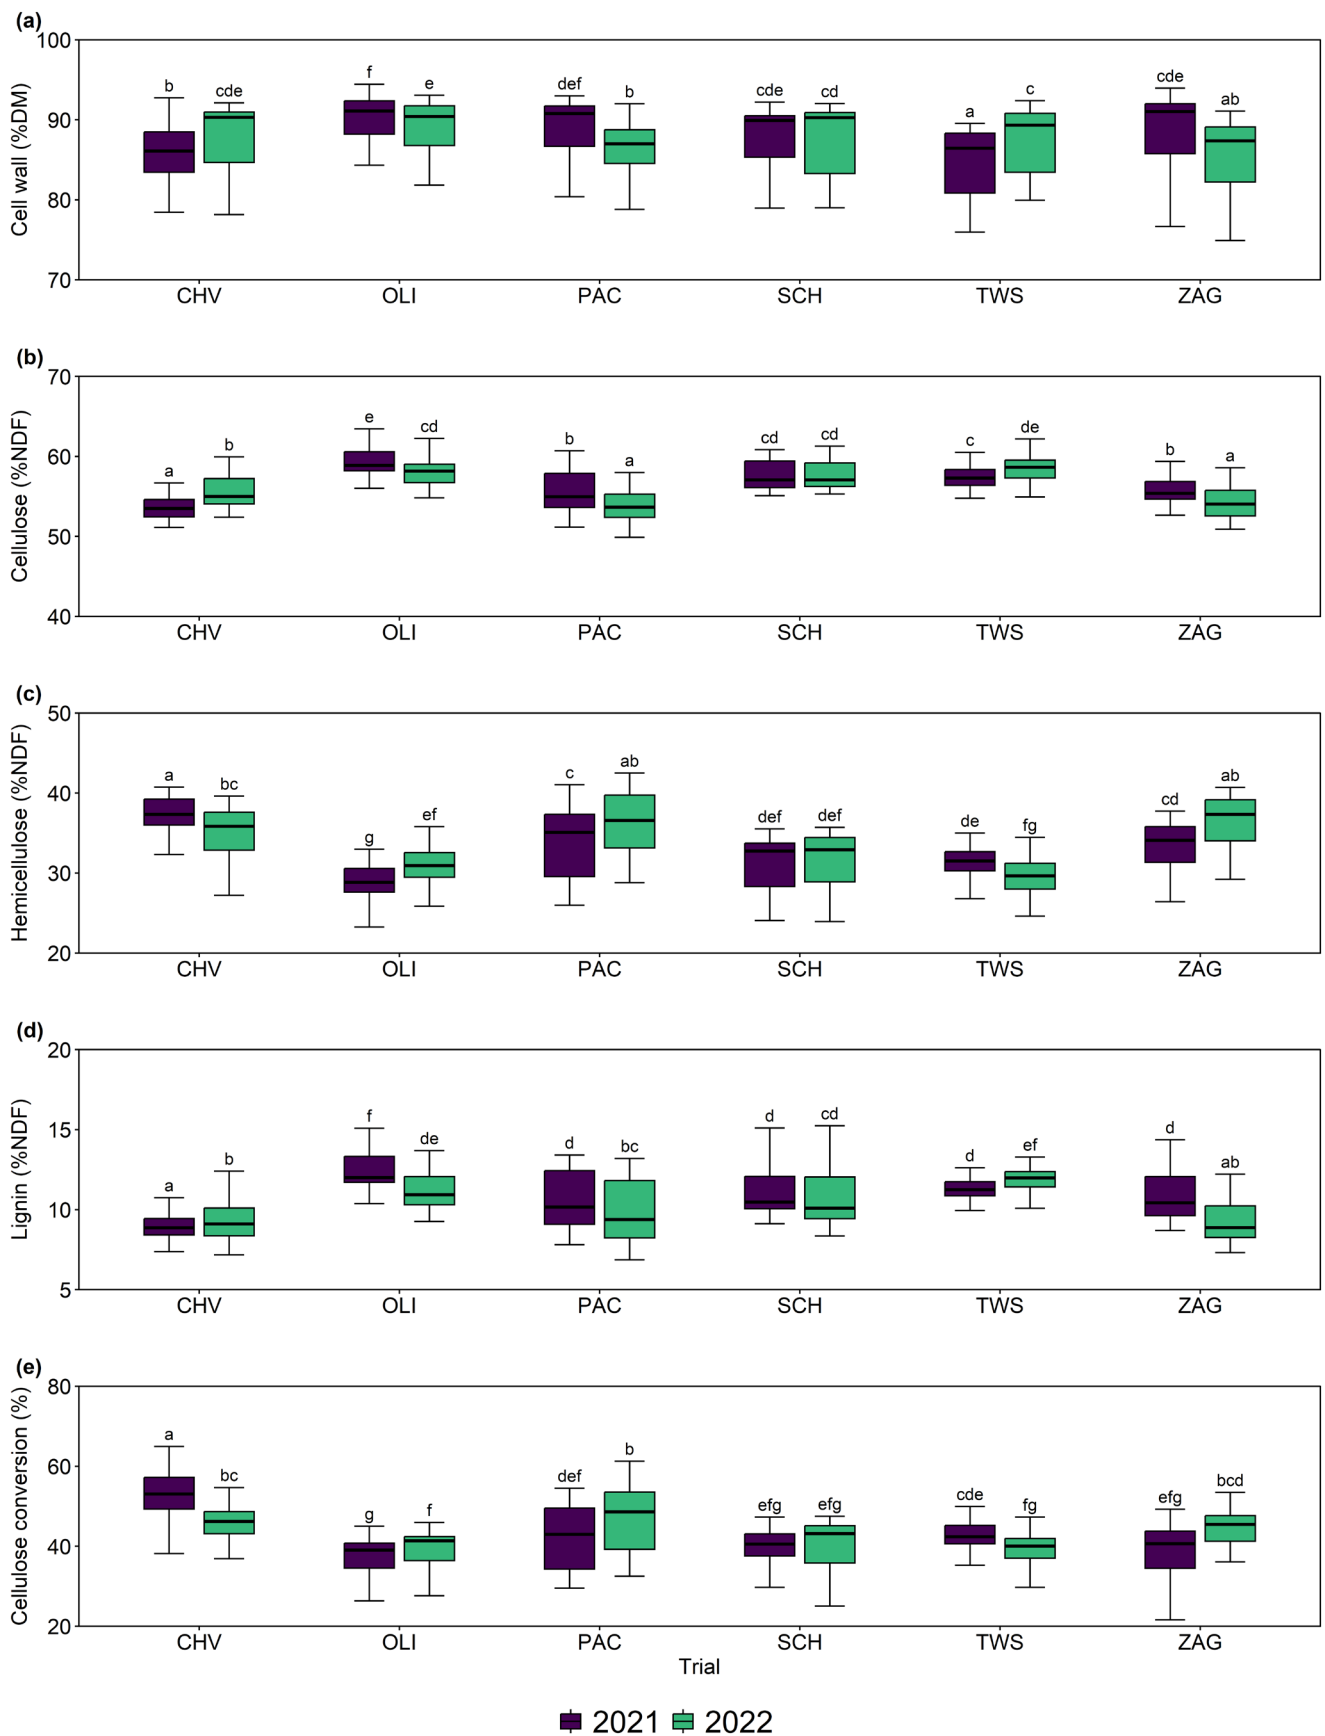 (a)
Cell wall (%DM)
100
90
80
70
b cde f e def b cde cd a c cde ab
CHV OLI PAC SCH TWS ZAG
(b)
Cellulose (%NDF)
70
60
50
40
a b e cd b a cd cd c de b a
CHV OLI PAC SCH TWS ZAG
(c)
Hemicellulose (%NDF)
50
40
30
20
a bc g ef c ab def def de fg cd ab
CHV OLI PAC SCH TWS ZAG
(d)
Lignin (%NDF)
20
15
10
5
a b f de d bc d cd d ef d ab
CHV OLI PAC SCH TWS ZAG
(e)
Cellulose conversion (%)
80
60
40
20
a bc g f def b efg efg cde fg efg bcd
CHV OLI PAC SCH TWS ZAG
Trial
2021 2022